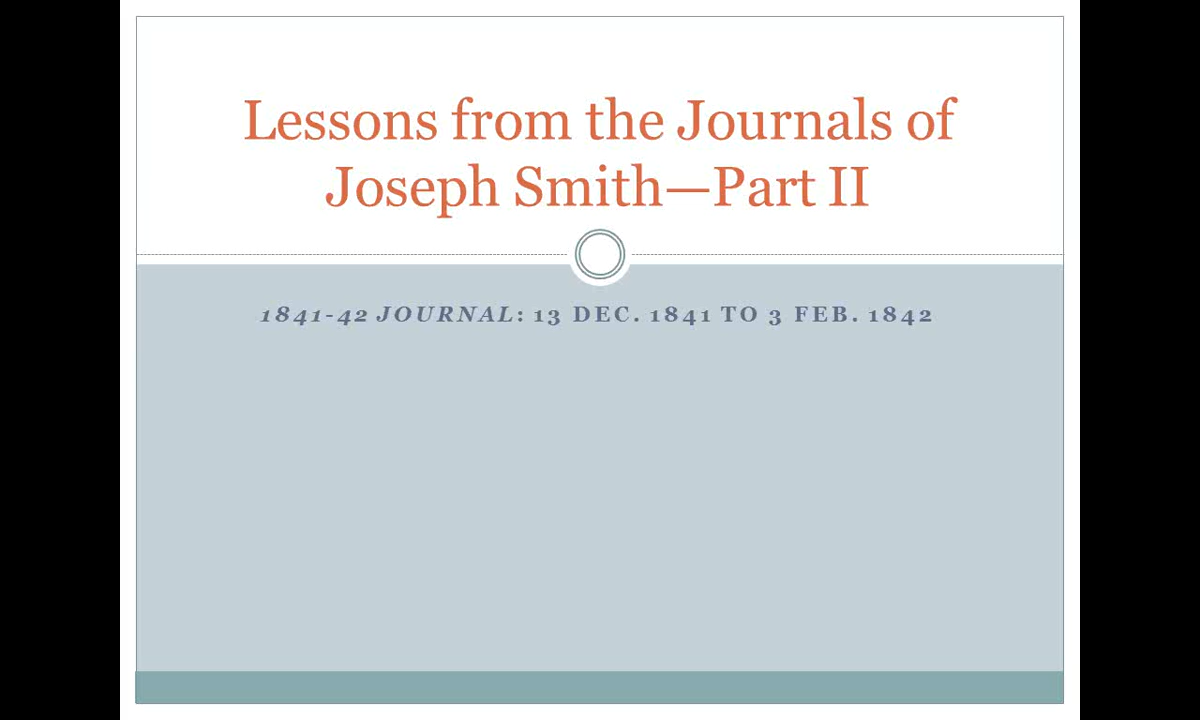 Lessons from the Journals of
Joseph Smith—Part II
1841-42 JOURNAL: 13 DEC. 1841 TO 3 FEB. 1842